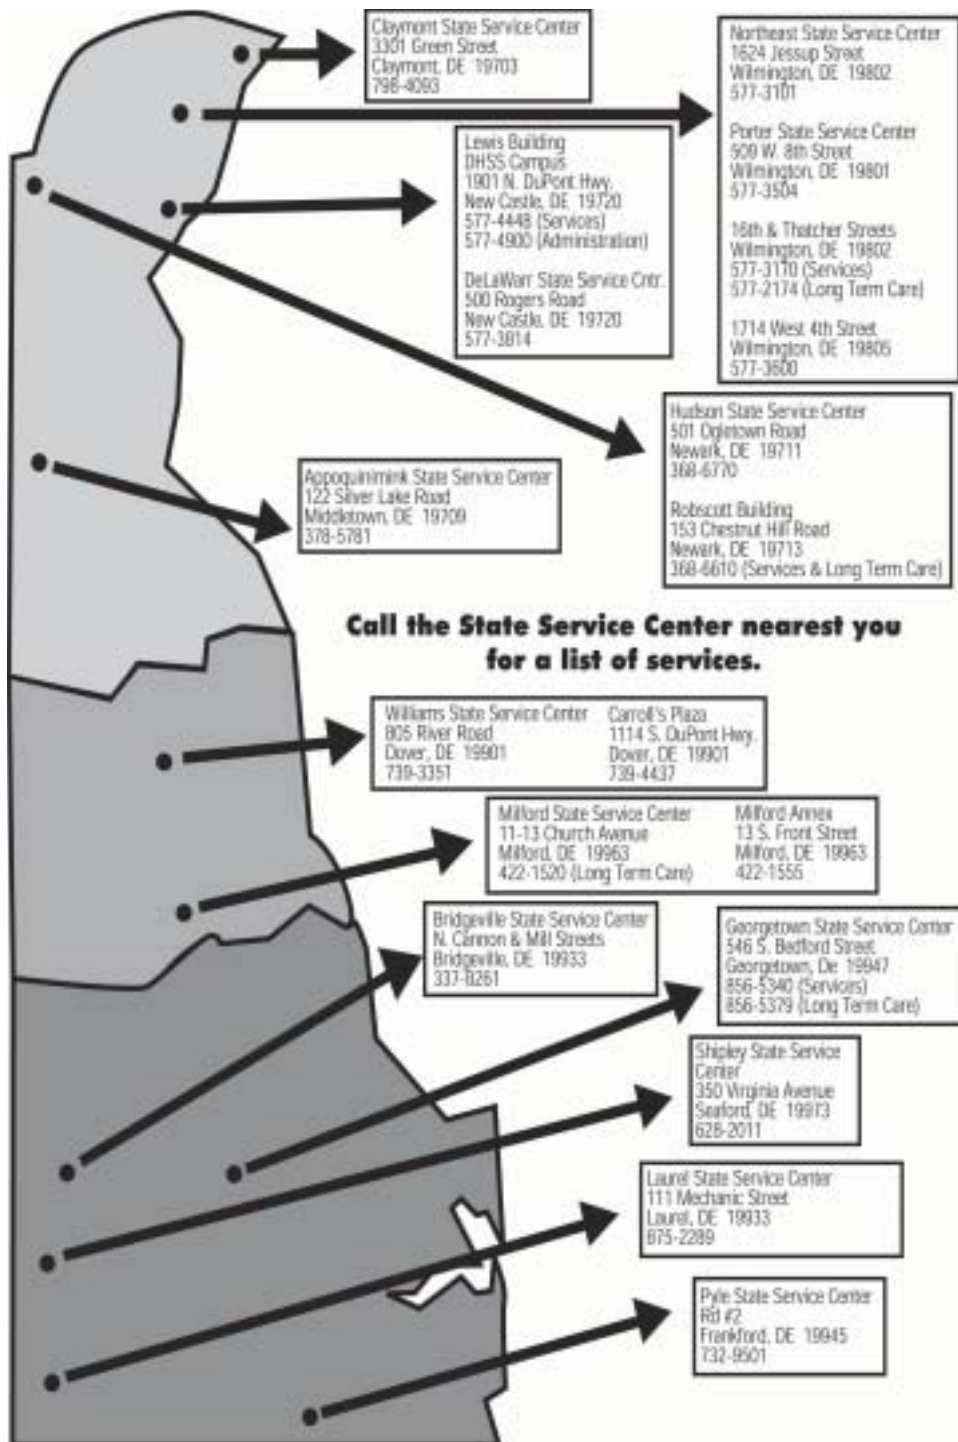 Claymont State Service Center
3301 Green Street
Claymont, DE 19703
798-4093
Northeast State Service Center
1624 Jessup Street
Wilmington, DE 19802
577-3101
Porter State Service Center
509 W. 8th Street
Wilmington, DE 19801
577-3504
16th & Thatcher Streets
Wilmington, DE 19802
577-3170 (Services)
577-2174 (Long Term Care)
1714 West 4th Street
Wilmington, DE 19805
577-3600
Lewis Building
DHSS Campus
1901 N. DuPont Hwy.
New Castle, DE 19720
577-4448 (Services)
577-4900 (Administration)
DeLaWarr State Service Cntr.
500 Rogers Road
New Castle, DE 19720
577-3814
Hudson State Service Center
501 Ogletown Road
Newark, DE 19711
368-6770
Robscott Building
153 Chestnut Hill Road
Newark, DE 19713
368-6610 (Services & Long Term Care)
Appoquinimink State Service Center
122 Silver Lake Road
Middletown, DE 19709
378-5781
Call the State Service Center nearest you
for a list of services.
Williams State Service Center
805 River Road
Dover, DE 19901
739-3351
Carroll's Plaza
1114 S. DuPont Hwy.
Dover, DE 19901
739-4437
Milford State Service Center
11-13 Church Avenue
Milford, DE 19963
422-1520 (Long Term Care)
Milford Annex
13 S. Front Street
Milford, DE 19963
422-1555
Bridgeville State Service Center
N. Cannon & Mill Streets
Bridgeville, DE 19933
337-8261
Georgetown State Service Center
546 S. Bedford Street
Georgetown, De 19947
856-5340 (Services)
856-5379 (Long Term Care)
Shipley State Service
Center
350 Virginia Avenue
Seaford, DE 19973
628-2011
Laurel State Service Center
111 Mechanic Street
Laurel, DE 19933
875-2289
Pyle State Service Center
Rd #2
Frankford, DE 19945
732-9501